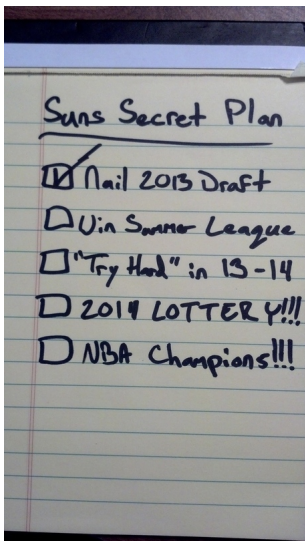 Suns Secret Plan
Nail 2013 Draft
Win Summer League
"Try Hard" in 13-14
2014 LOTTERY!!!
NBA Champions!!!